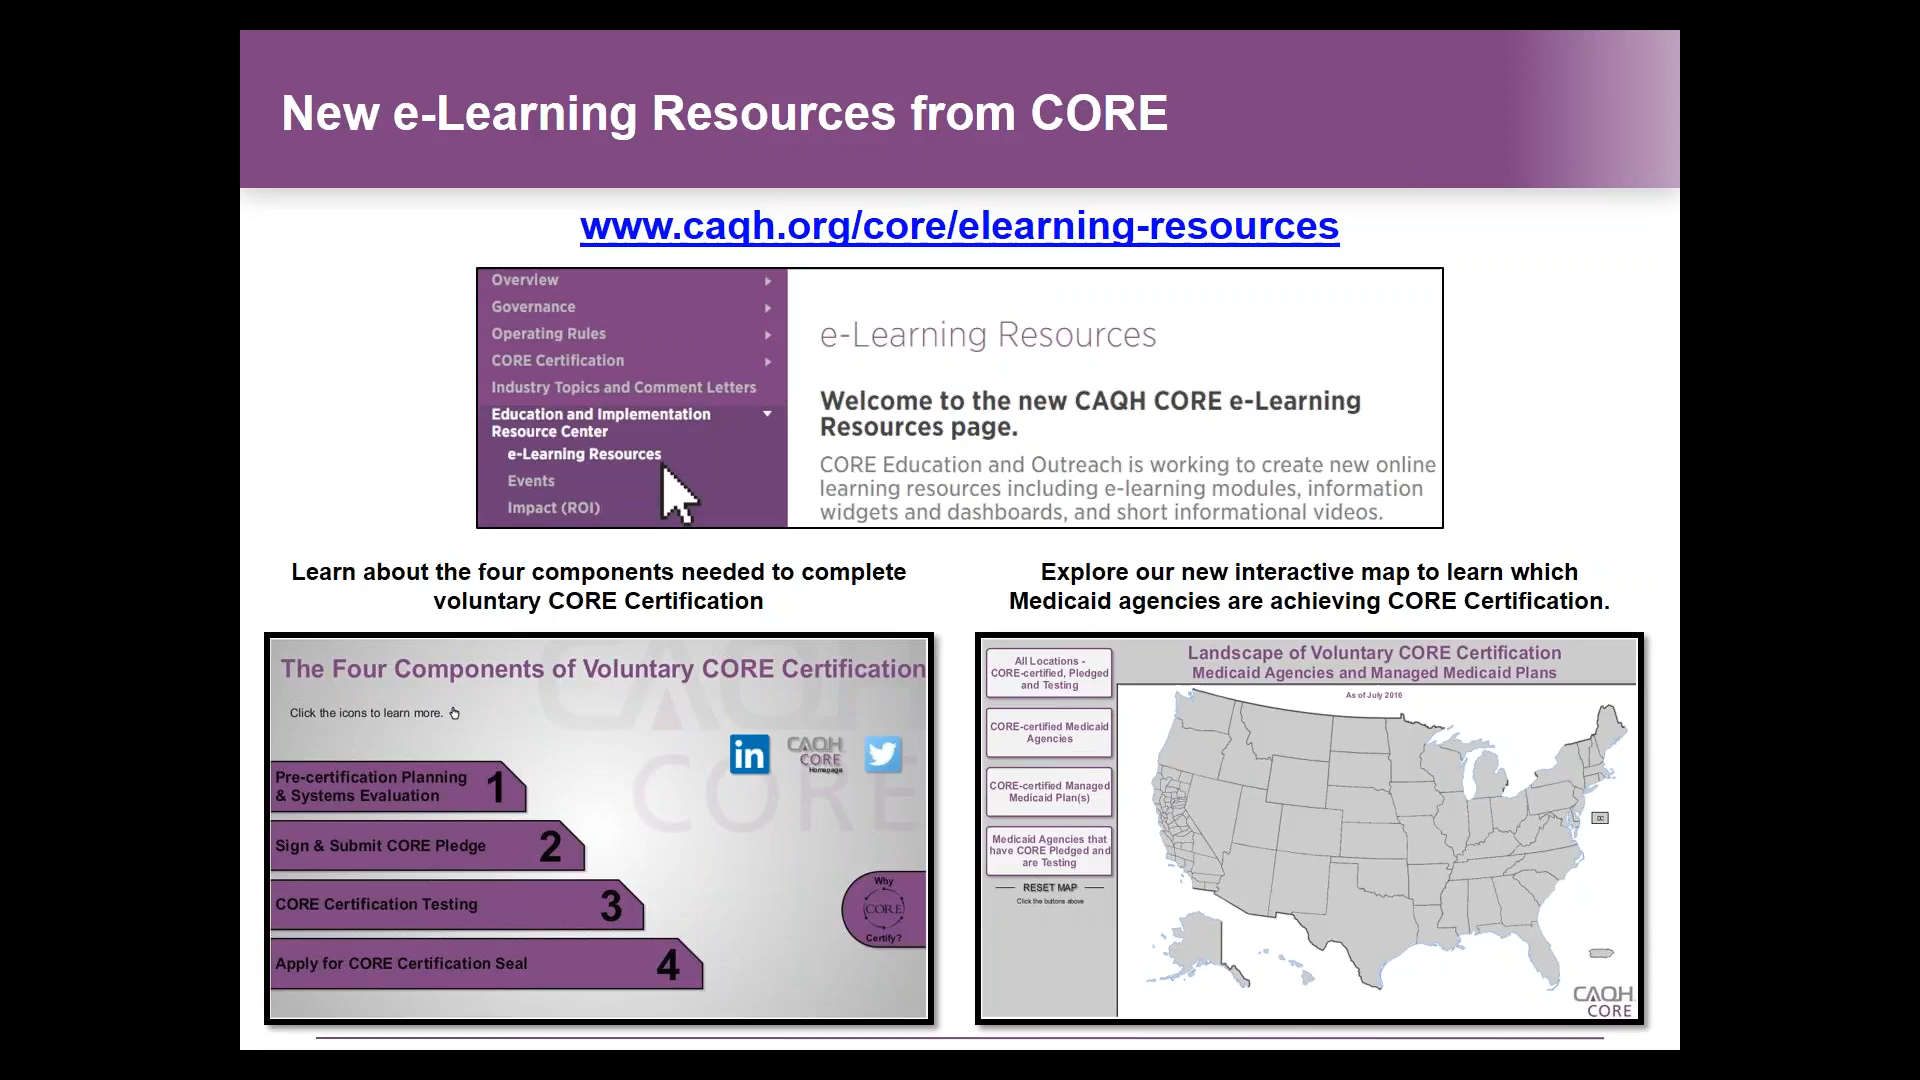 New e-Learning Resources from CORE
www.caqh.org/core/elearning-resources
Overview
Governance
Operating Rules
CORE Certification
Industry Topics and Comment Letters
Education and Implementation
Resource Center
e-Learning Resources
Events
Impact (ROI)
e-Learning Resources
Welcome to the new CAQH CORE e-Learning
Resources page.
CORE Education and Outreach is working to create new online
learning resources including e-learning modules, information
widgets and dashboards, and short informational videos.
Learn about the four components needed to complete
voluntary CORE Certification
The Four Components of Voluntary CORE Certification
Click the icons to learn more.
in
CAQH
CORE
Homepage
CAQH
CORE
Pre-certification Planning
& Systems Evaluation
1
Sign & Submit CORE Pledge
2
CORE Certification Testing
3
Apply for CORE Certification Seal
4
Why
CORE
Certify?
Explore our new interactive map to learn which
Medicaid agencies are achieving CORE Certification.
All Locations -
CORE-certified, Pledged
and Testing
CORE-certified Medicaid
Agencies
CORE-certified Managed
Medicaid Plan(s)
Medicaid Agencies that
have CORE Pledged and
are Testing
RESET MAP
Click the buttons above
Landscape of Voluntary CORE Certification
Medicaid Agencies and Managed Medicaid Plans
As of July 2016
DC
CAQH
CORE